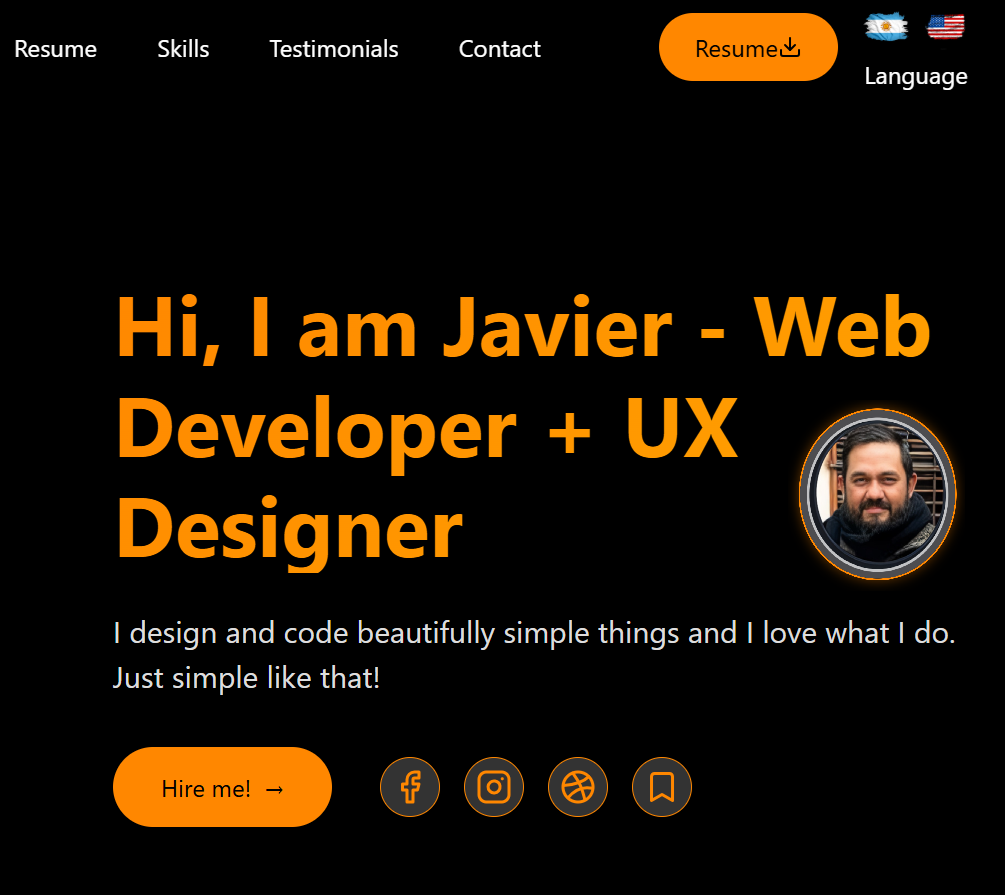 Resume Skills Testimonials Contact Resume
Language
Hi, I am Javier - Web
Developer + UX
Designer
I design and code beautifully simple things and I love what I do.
Just simple like that!
Hire me! →